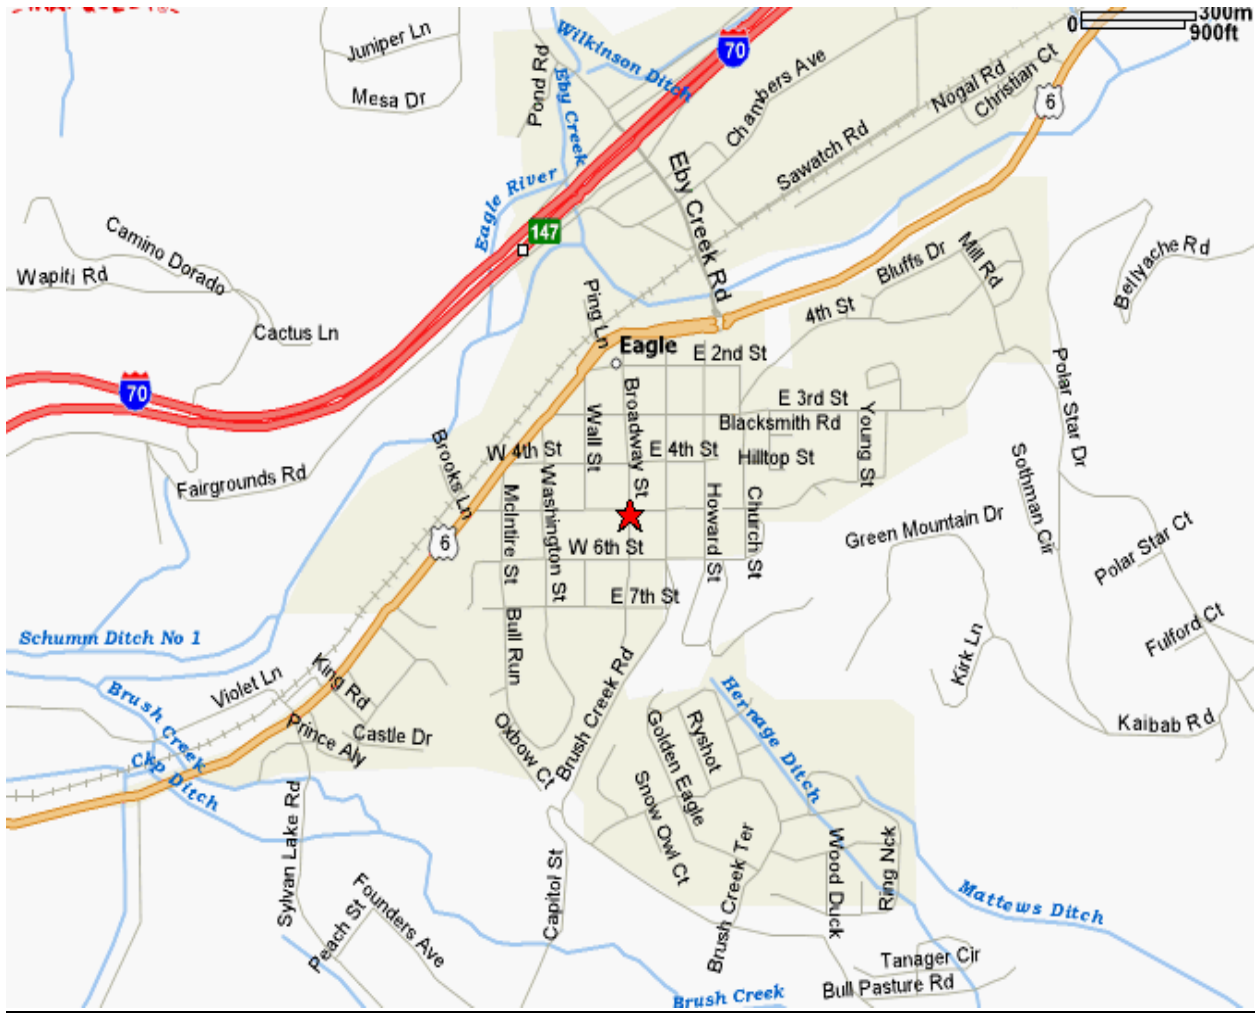 300m
0
900ft
Juniper Ln
Mesa Dr
Pond Rd
Wilkinson Ditch
Eby Creek
70
Chambers Ave
Nogal Rd
Christian Ct
6
Sawatch Rd
Eby Creek Rd
Eagle River
147
Camino Dorado
Wapiti Rd
Cactus Ln
Ping Ln
Bluffs Dr
Mill Rd
Bellyache Rd
4th St
Eagle
E 2nd St
70
Polar Star Dr
Broadway St
E 3rd St
Blacksmith Rd
Young St
Wall St
Brooks Ln
W 4th St
E 4th St
Hilltop St
Fairgrounds Rd
McIntire St
Washington St
Howard St
Church St
Sothman Cir
Green Mountain Dr
6
W 6th St
Polar Star Ct
E 7th St
Bull Run
Schumm Ditch No 1
Fulford Ct
Kirk Ln
King Rd
Violet Ln
Brush Creek Rd
Hernage Ditch
Brush Creek
Prince Aly
Castle Dr
Oxbow Ct
Golden Eagle
Ryshot
Kaibab Rd
Ckp Ditch
Snow Owl Ct
Sylvan Lake Rd
Brush Creek Ter
Wood Duck
Ring Nck
Capitol St
Founders Ave
Peach St
Mattews Ditch
Tanager Cir
Bull Pasture Rd
Brush Creek